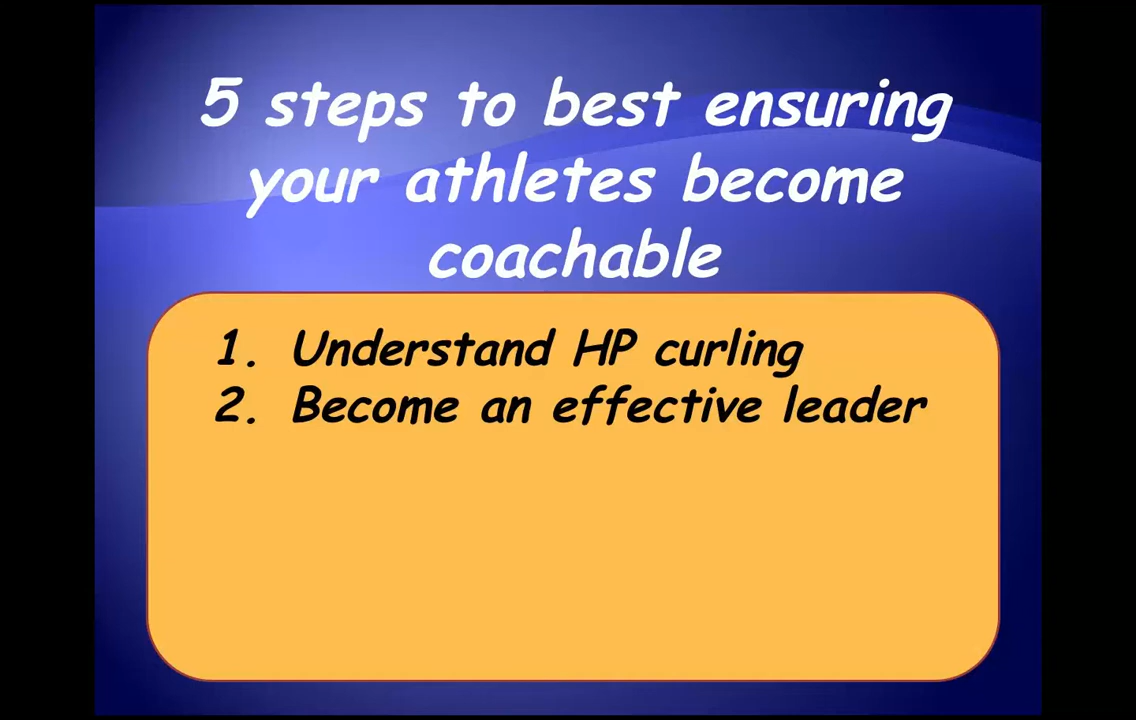 5 steps to best ensuring
your athletes become
coachable
1. Understand HP curling
2. Become an effective leader